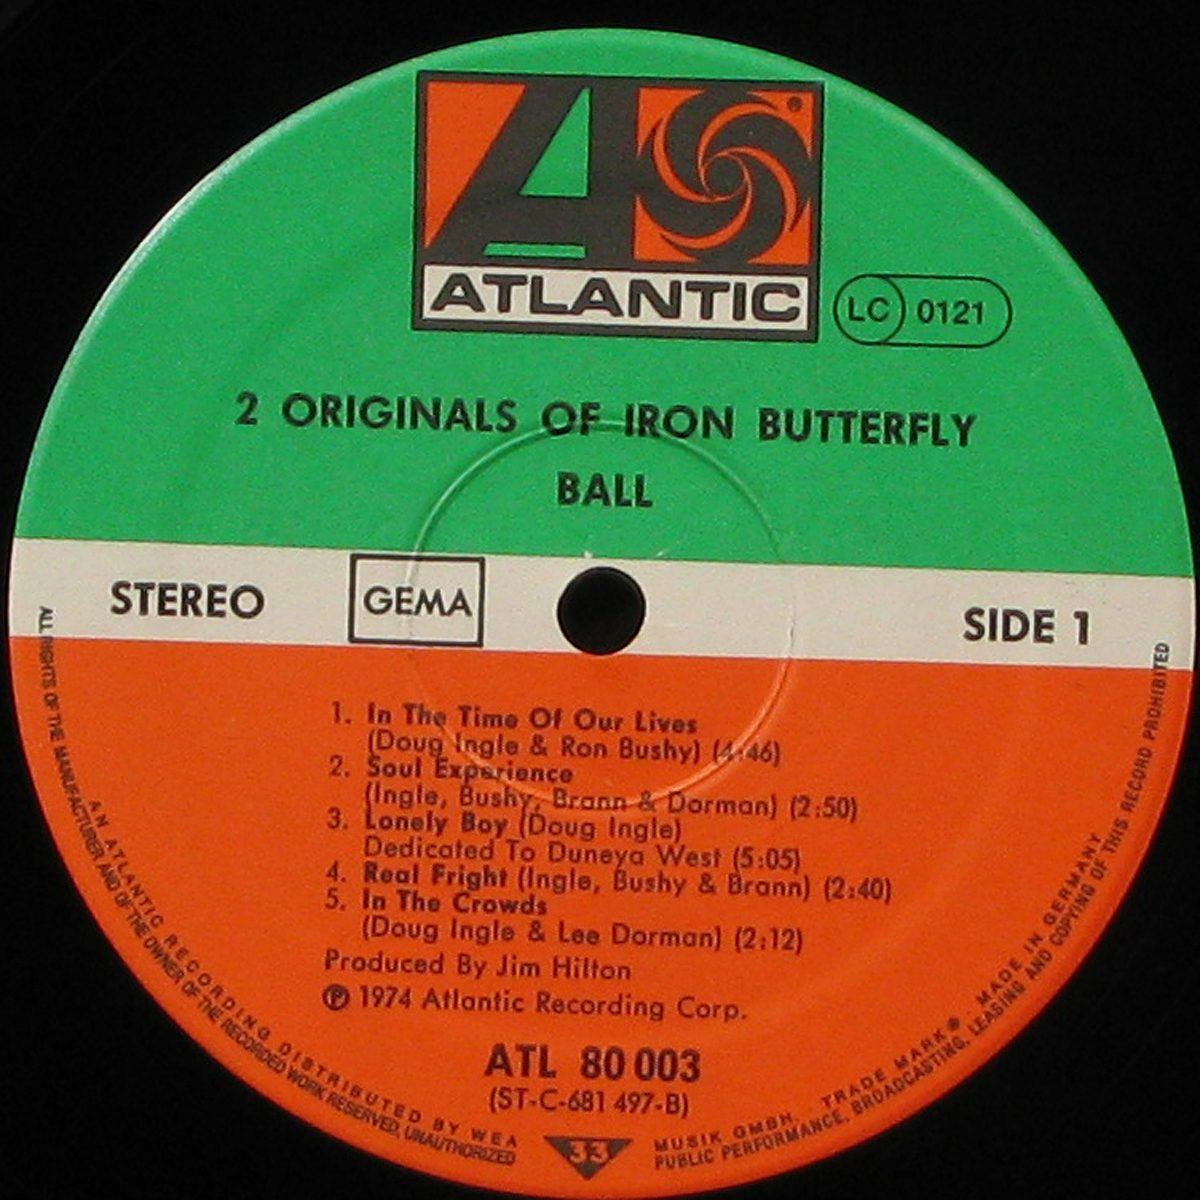 ATLANTIC
®
LC 0121
2 ORIGINALS OF IRON BUTTERFLY
BALL
STEREO GEMA SIDE 1
1. In The Time Of Our Lives
(Doug Ingle & Ron Bushy) (4:46)
2. Soul Experience
(Ingle, Bushy, Brann & Dorman) (2:50)
3. Lonely Boy (Doug Ingle)
Dedicated To Duneya West (5:05)
4. Real Fright (Ingle, Bushy & Brann) (2:40)
5. In The Crowds
(Doug Ingle & Lee Dorman) (2:12)
Produced By Jim Hilton
℗ 1974 Atlantic Recording Corp.
ATL 80 003
(ST-C-681 497-B)
33
AN ATLANTIC RECORDING DISTRIBUTED BY WEA MUSIK GMBH. TRADE MARK® MADE IN GERMANY
ALL RIGHTS OF THE MANUFACTURER AND OF THE OWNER OF THE RECORDED WORK RESERVED, UNAUTHORIZED PUBLIC PERFORMANCE, BROADCASTING, LEASING AND COPYING OF THIS RECORD PROHIBITED